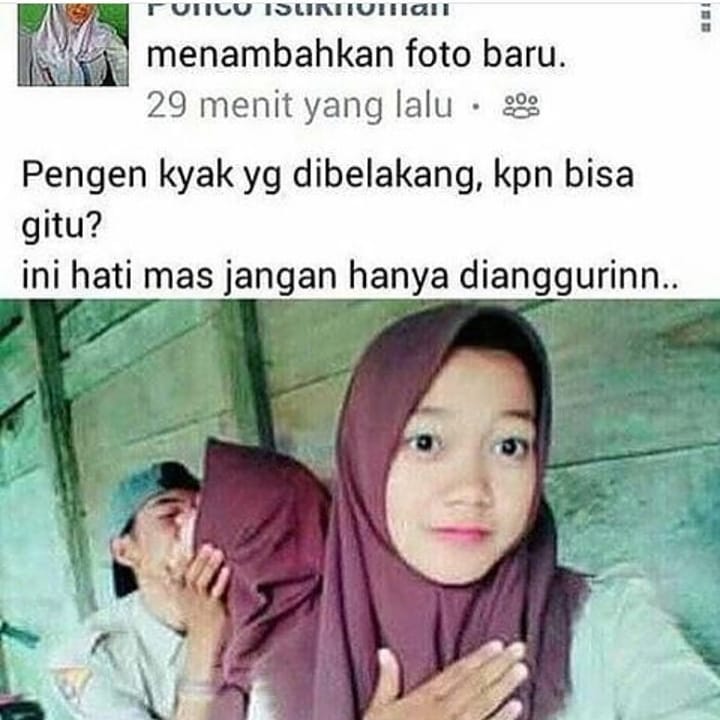 menambahkan foto baru.
29 menit yang lalu ·
Pengen kyak yg dibelakang, kpn bisa
gitu?
ini hati mas jangan hanya dianggurinn..